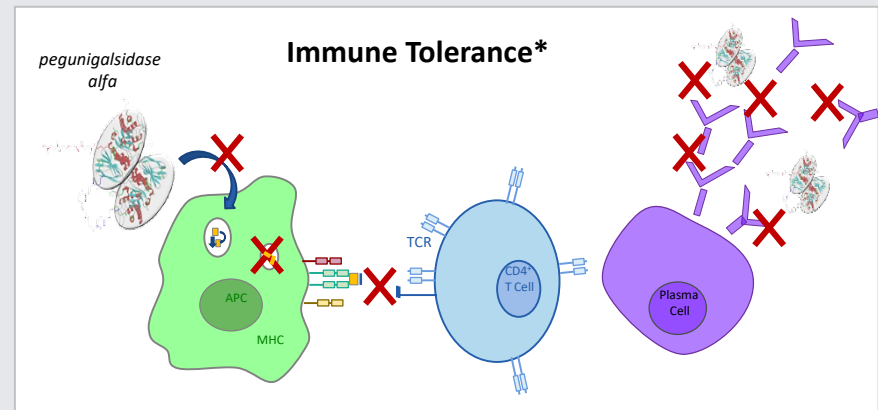 Immune Tolerance*
pegunigalsidase
alfa
TCR
CD4⁺
T Cell
APC
MHC
Plasma
Cell